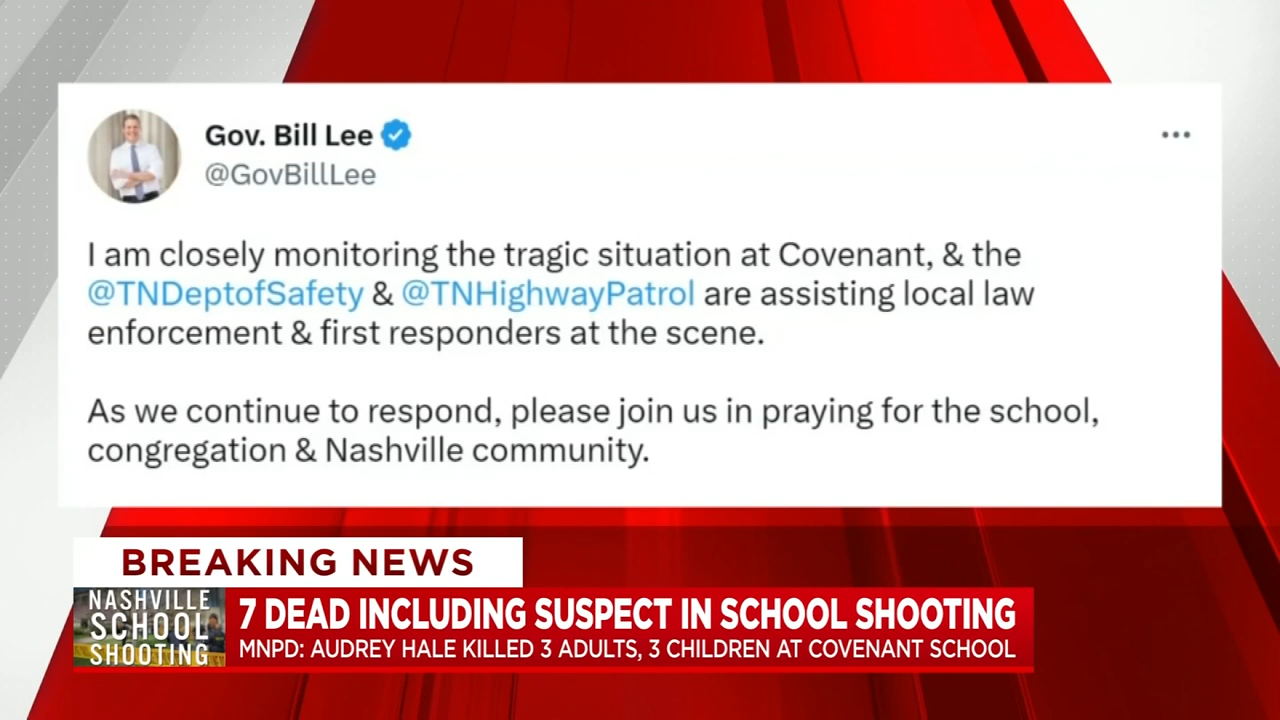 Gov. Bill Lee
@GovBillLee
I am closely monitoring the tragic situation at Covenant, & the
@TNDeptofSafety & @TNHighwayPatrol are assisting local law
enforcement & first responders at the scene.
As we continue to respond, please join us in praying for the school,
congregation & Nashville community.
BREAKING NEWS
NASHVILLE
SCHOOL
SHOOTING
7 DEAD INCLUDING SUSPECT IN SCHOOL SHOOTING
MNPD: AUDREY HALE KILLED 3 ADULTS, 3 CHILDREN AT COVENANT SCHOOL